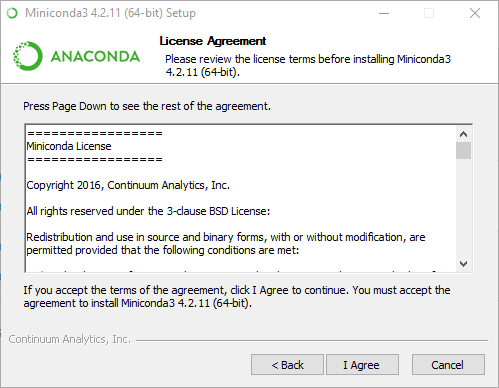 Miniconda3 4.2.11 (64-bit) Setup
ANACONDA
License Agreement
Please review the license terms before installing Miniconda3
4.2.11 (64-bit).
Press Page Down to see the rest of the agreement.
=================
Miniconda License
=================
Copyright 2016, Continuum Analytics, Inc.
All rights reserved under the 3-clause BSD License:
Redistribution and use in source and binary forms, with or without modification, are
permitted provided that the following conditions are met:
If you accept the terms of the agreement, click I Agree to continue. You must accept the
agreement to install Miniconda3 4.2.11 (64-bit).
Continuum Analytics, Inc.
< Back
I Agree
Cancel